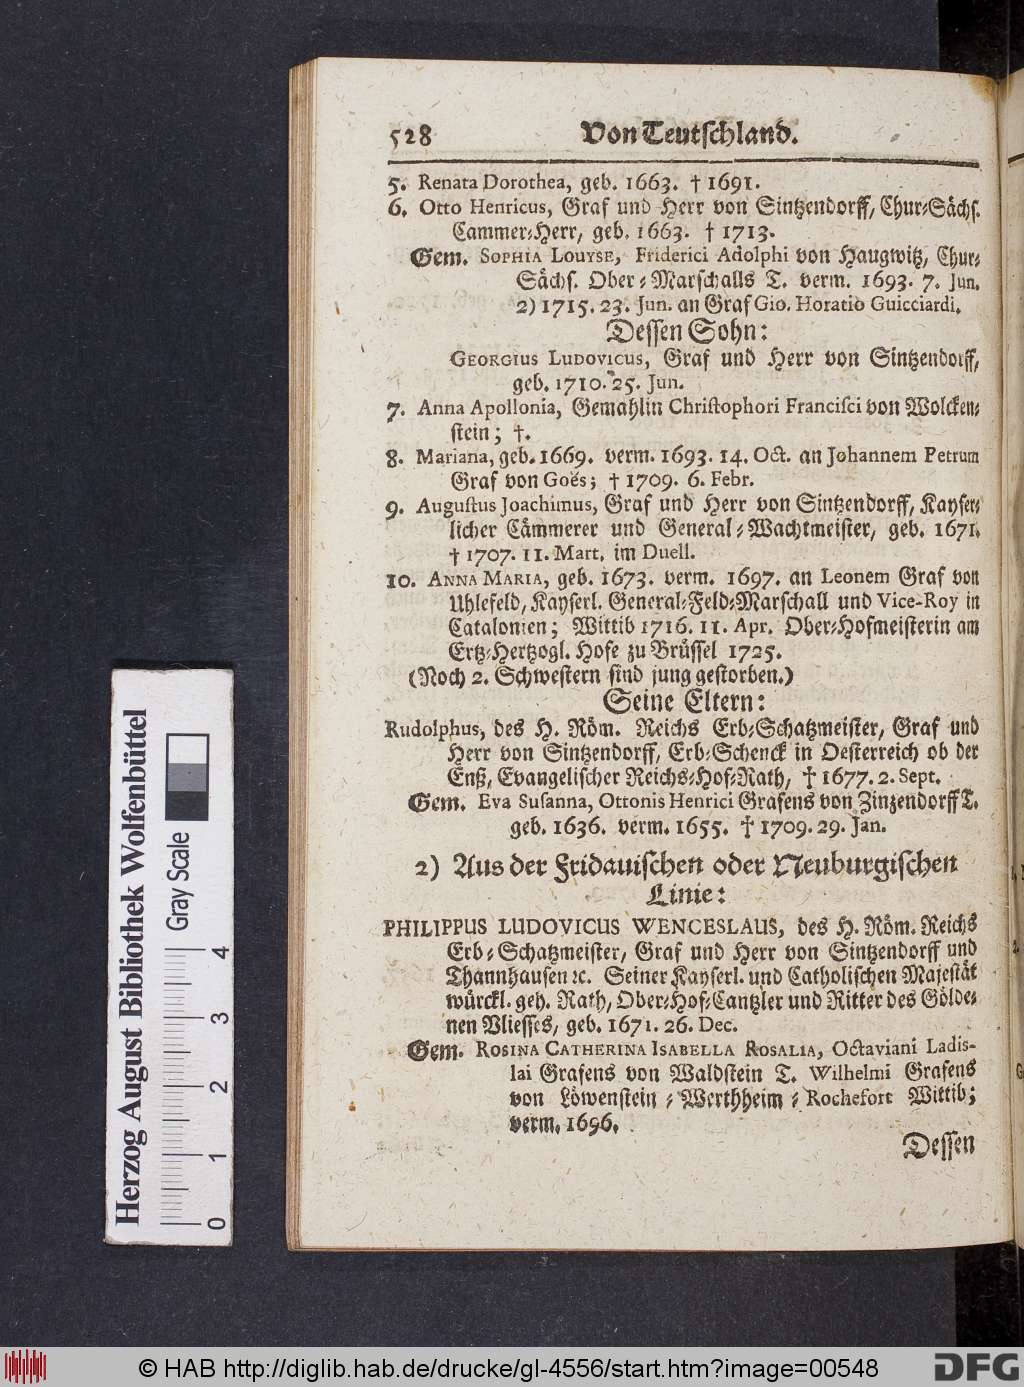 528 Von Teutschland.
5. Renata Dorothea, geb. 1663. † 1691.
6. Otto Henricus, Graf und Herr von Sintzendorff, Chur-Sächs.
Cammer-Herr, geb. 1663. † 1713.
Gem. SOPHIA LOUYSE, Friderici Adolphi von Haugwitz, Chur-
Sächs. Ober-Marschalls T. verm. 1693. 7. Jun.
2) 1715. 23. Jun. an Graf Gio. Horatio Guicciardi.
Dessen Sohn:
GEORGIUS LUDOVICUS, Graf und Herr von Sintzendorff,
geb. 1710. 25. Jun.
7. Anna Apollonia, Gemahlin Christophori Francisci von Wolcken-
stein; †.
8. Mariana, geb. 1669. verm. 1693. 14. Oct. an Johannem Petrum
Graf von Goës; † 1709. 6. Febr.
9. Augustus Joachimus, Graf und Herr von Sintzendorff, Kayser-
licher Cämmerer und General-Wachtmeister, geb. 1671.
† 1707. 11. Mart. im Duell.
10. ANNA MARIA, geb. 1673. verm. 1697. an Leonem Graf von
Uhlefeld, Kayserl. General-Feld-Marschall und Vice-Roy in
Catalonien; Wittib 1716. 11. Apr. Ober-Hofmeisterin am
Ertz-Hertzogl. Hofe zu Brüssel 1725.
(Noch 2. Schwestern sind jung gestorben.)
Seine Eltern:
Rudolphus, des H. Röm. Reichs Erb-Schatzmeister, Graf und
Herr von Sintzendorff, Erb-Schenck in Oesterreich ob der
Enß, Evangelischer Reichs-Hof-Rath, † 1677. 2. Sept.
Gem. Eva Susanna, Ottonis Henrici Grafens von Zinzendorff T.
geb. 1636. verm. 1655. † 1709. 29. Jan.
2) Aus der Fridauischen oder Neuburgischen
Linie:
PHILIPPUS LUDOVICUS WENCESLAUS, des H. Röm. Reichs
Erb-Schatzmeister, Graf und Herr von Sintzendorff und
Thannhausen ꝛc. Seiner Kayserl. und Catholischen Majestät
würckl. geh. Rath, Ober-Hof-Cantzler und Ritter des Gölde-
nen Vliesses, geb. 1671. 26. Dec.
Gem. ROSINA CATHERINA ISABELLA ROSALIA, Octaviani Ladis-
lai Grafens von Waldstein T. Wilhelmi Grafens
von Löwenstein-Werthheim-Rochefort Wittib;
verm. 1696.
Dessen
Herzog August Bibliothek Wolfenbüttel
Gray Scale
0 1 2 3 4
© HAB http://diglib.hab.de/drucke/gl-4556/start.htm?image=00548
DFG